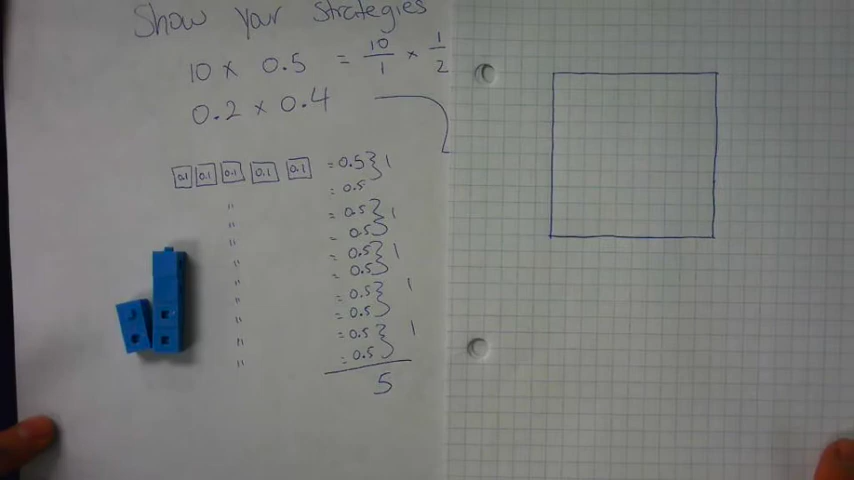 Show your strategies
10 × 0.5 = 10/1 × 1/2
0.2 × 0.4
0.1 0.1 0.1 0.1 0.1 = 0.5 } 1
" = 0.5
" = 0.5 } 1
" = 0.5
" = 0.5 } 1
" = 0.5
" = 0.5 } 1
" = 0.5
" = 0.5 } 1
" = 0.5
5